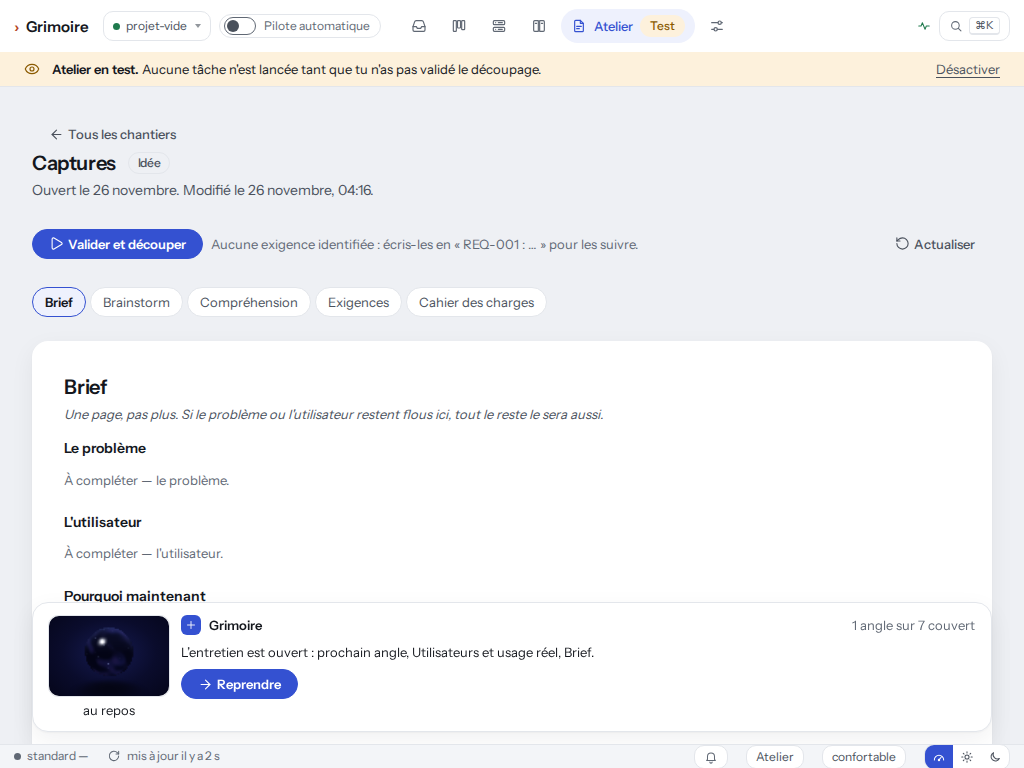 › Grimoire projet-vide Pilote automatique Atelier Test ⌘K
Atelier en test. Aucune tâche n'est lancée tant que tu n'as pas validé le découpage. Désactiver
← Tous les chantiers
Captures Idée
Ouvert le 26 novembre. Modifié le 26 novembre, 04:16.
Valider et découper Aucune exigence identifiée : écris-les en « REQ-001 : … » pour les suivre. Actualiser
Brief Brainstorm Compréhension Exigences Cahier des charges
Brief
Une page, pas plus. Si le problème ou l'utilisateur restent flous ici, tout le reste le sera aussi.
Le problème
À compléter — le problème.
L'utilisateur
À compléter — l'utilisateur.
Pourquoi maintenant
Grimoire 1 angle sur 7 couvert
L'entretien est ouvert : prochain angle, Utilisateurs et usage réel, Brief.
→ Reprendre
au repos
standard — mis à jour il y a 2 s Atelier confortable